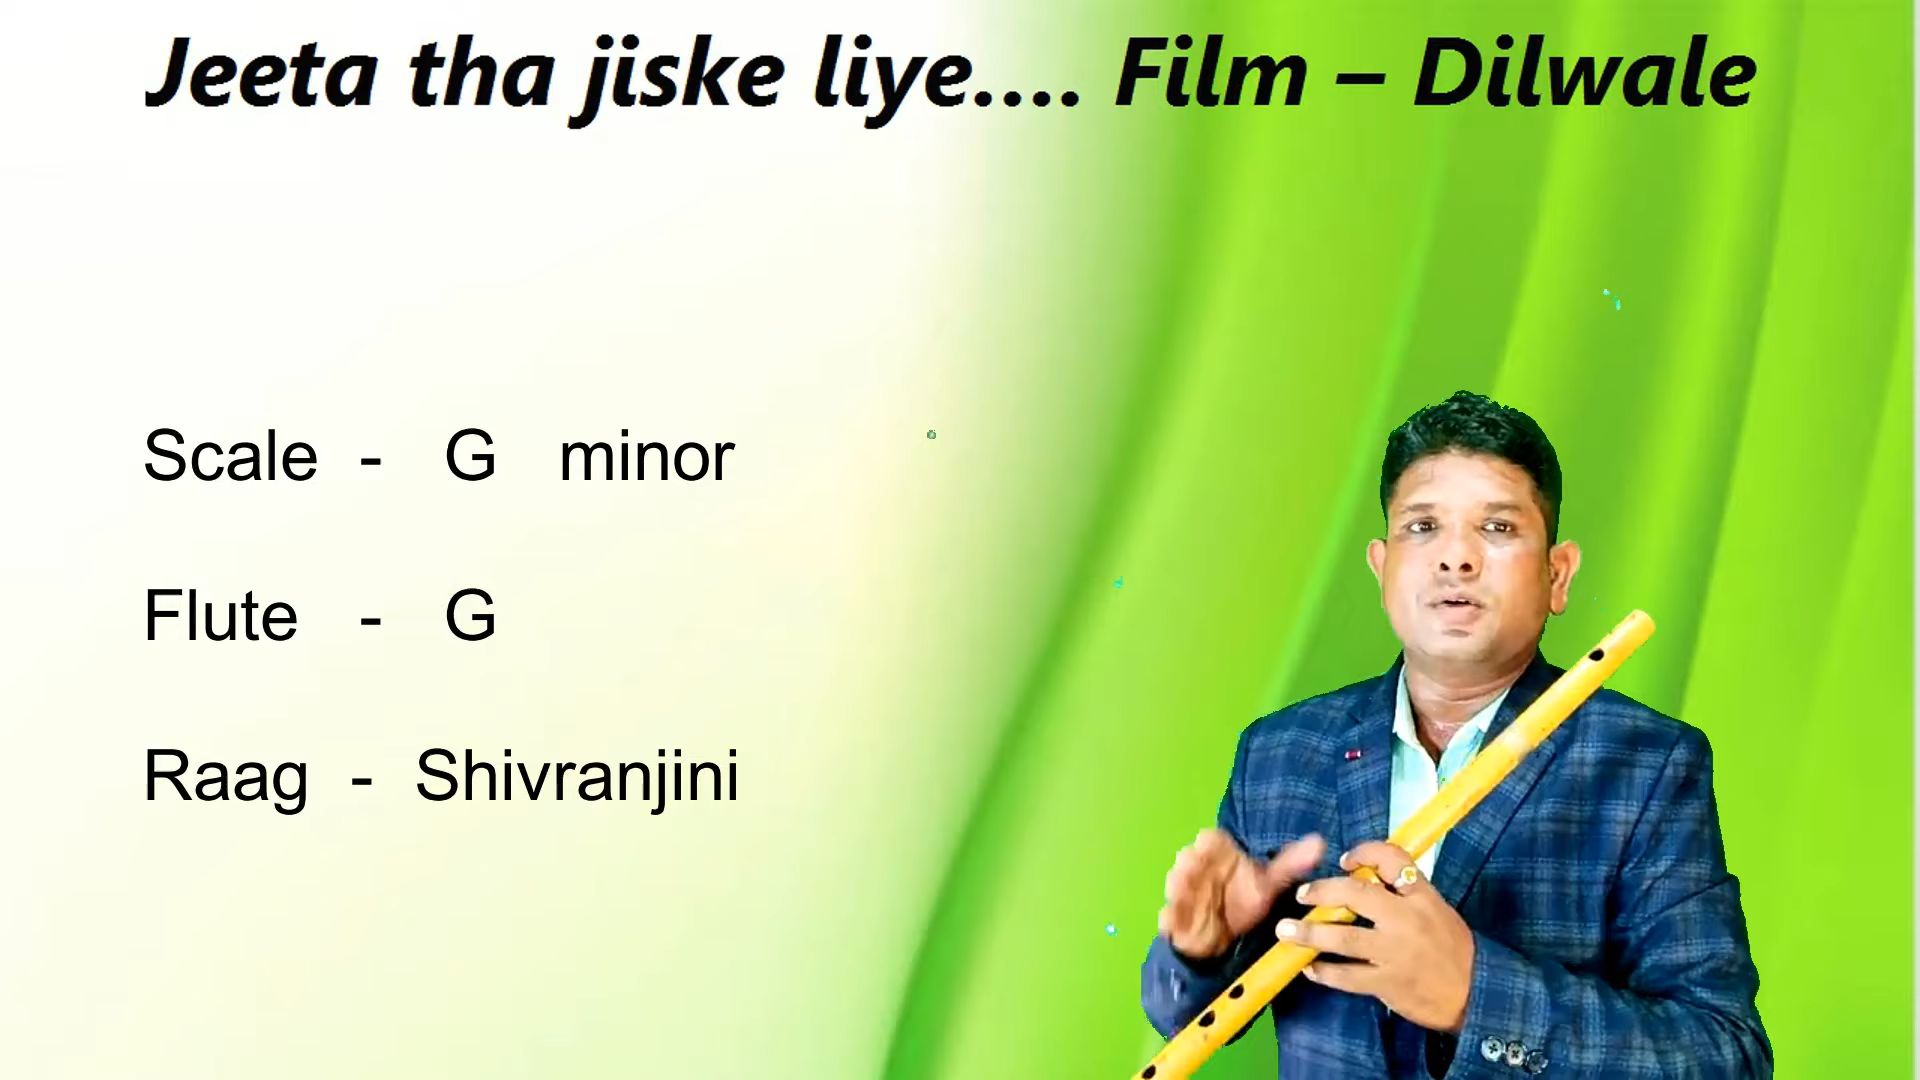 Jeeta tha jiske liye.... Film – Dilwale
Scale - G minor
Flute - G
Raag - Shivranjini